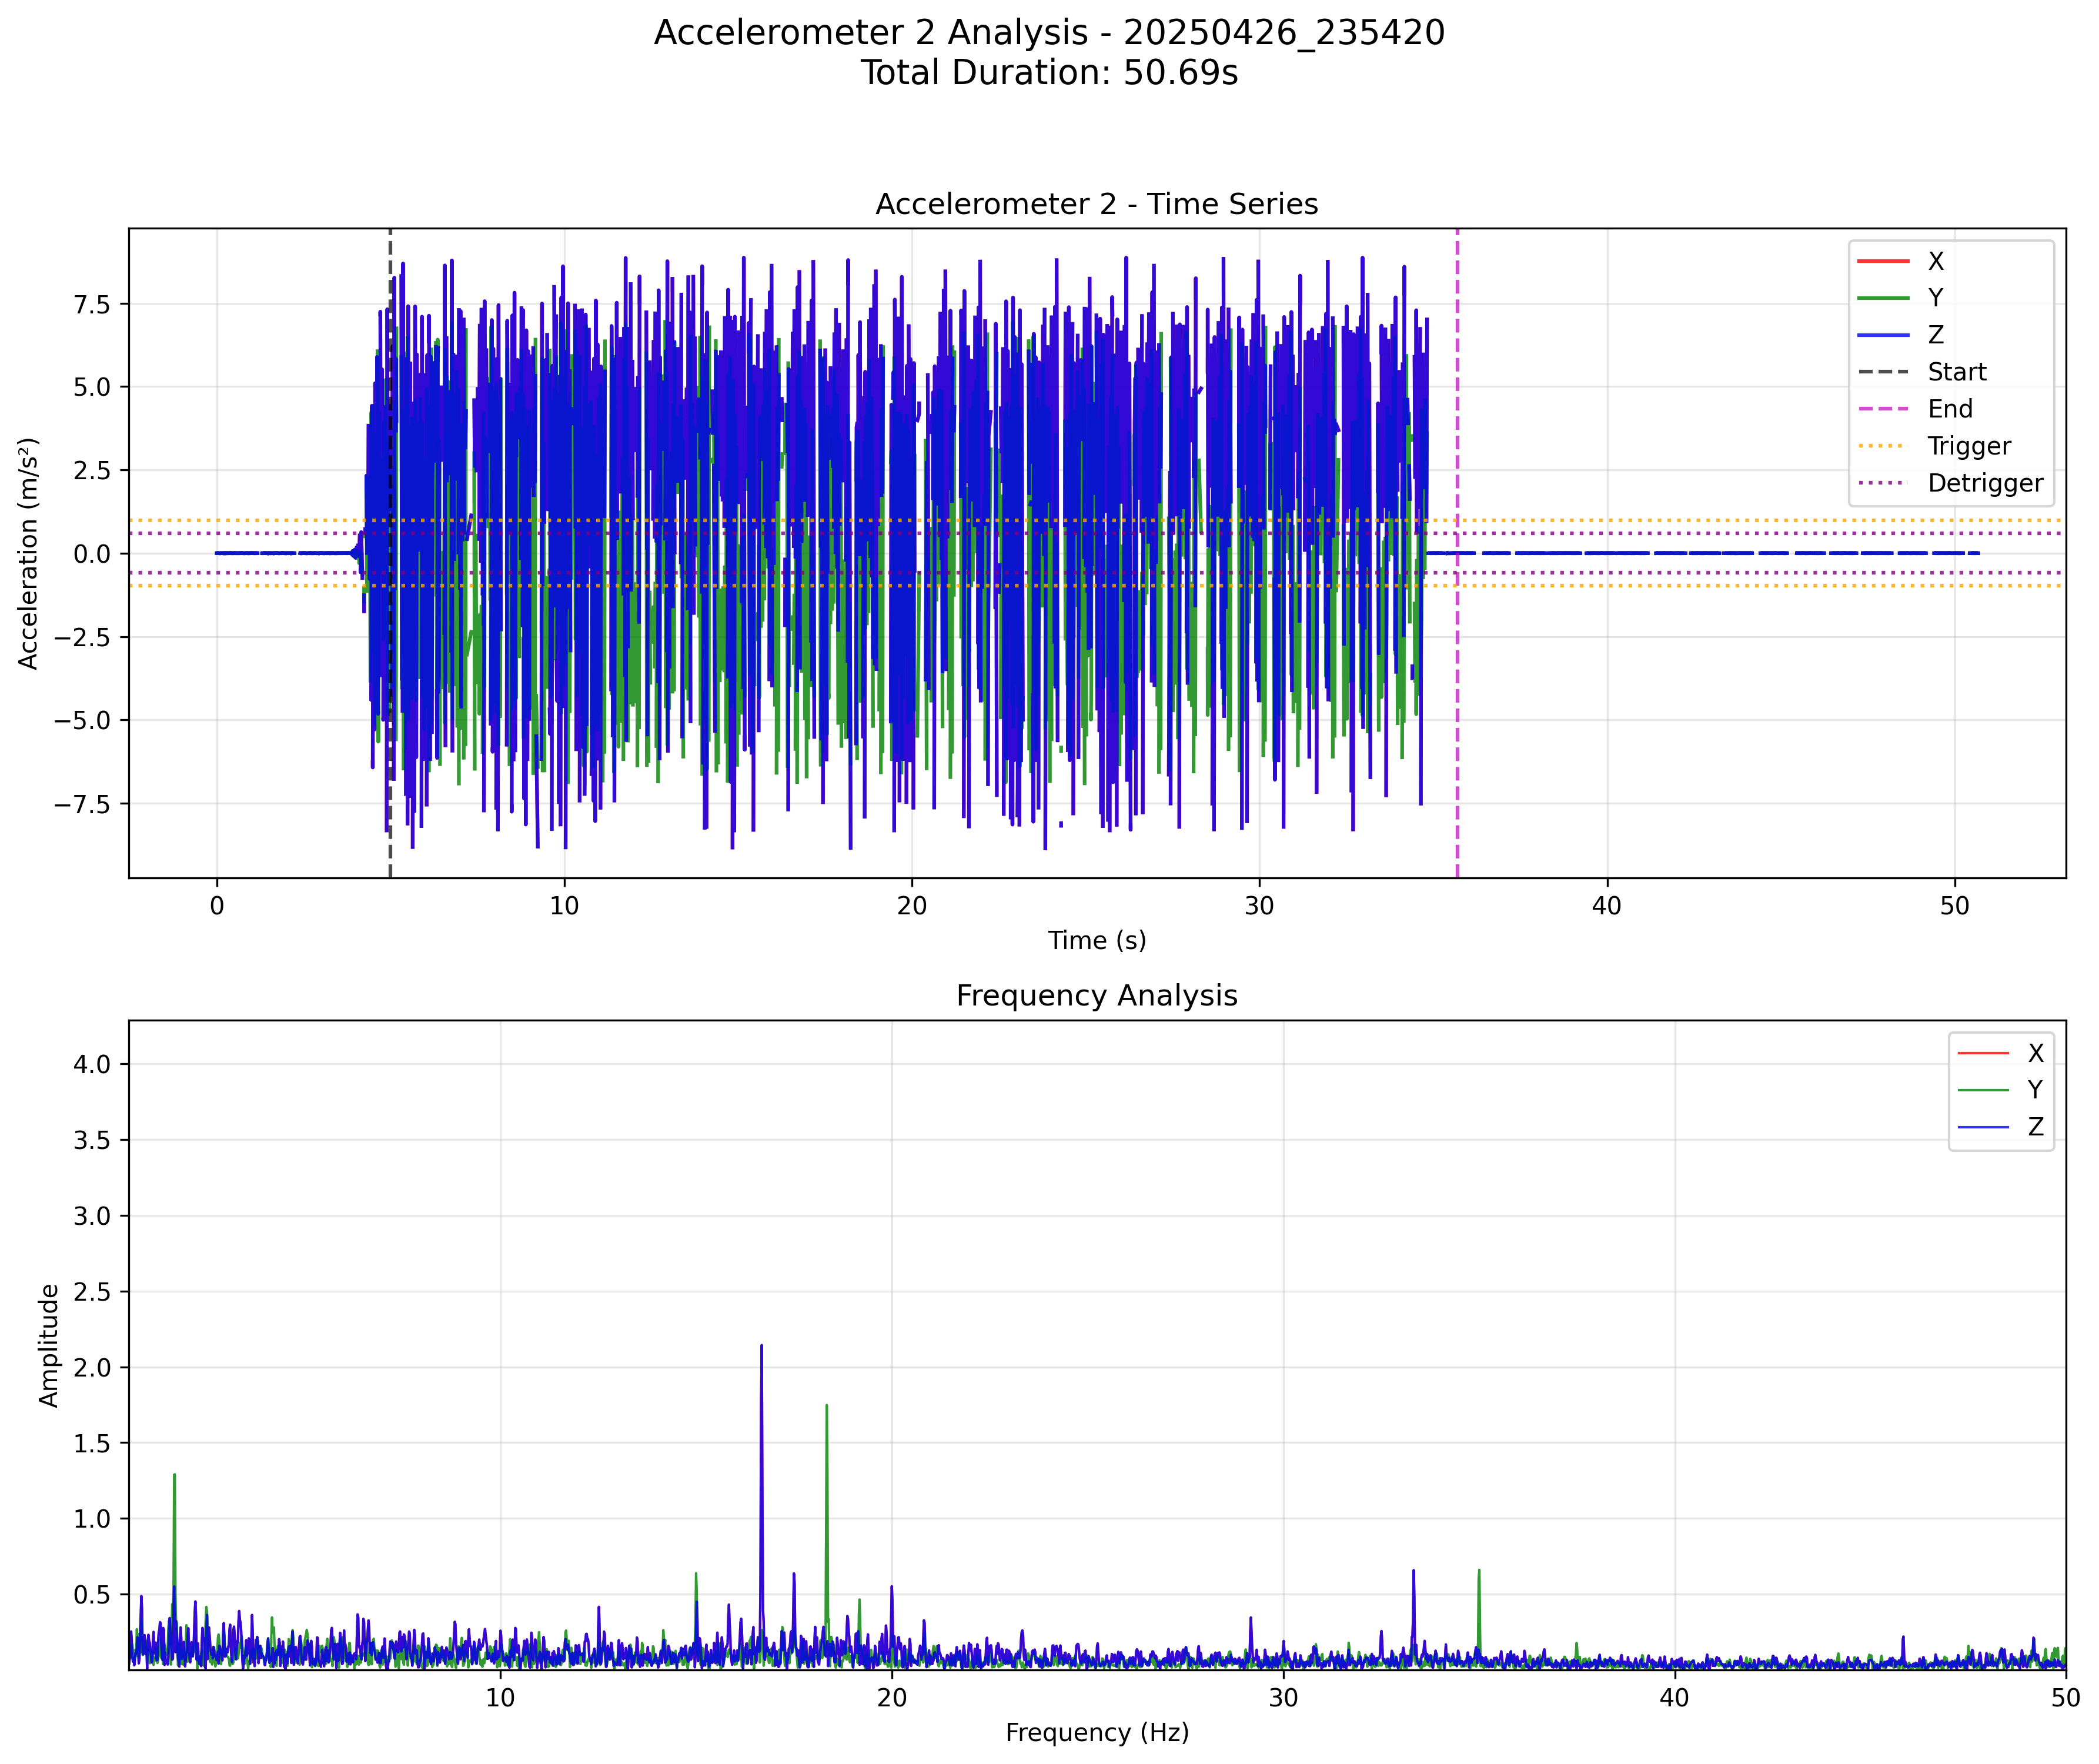 Accelerometer 2 Analysis - 20250426_235420
Total Duration: 50.69s
Accelerometer 2 - Time Series
Acceleration (m/s²)
7.5
5.0
2.5
0.0
−2.5
−5.0
−7.5
X
Y
Z
Start
End
Trigger
Detrigger
0 10 20 30 40 50
Time (s)
Frequency Analysis
Amplitude
4.0
3.5
3.0
2.5
2.0
1.5
1.0
0.5
X
Y
Z
10 20 30 40 50
Frequency (Hz)